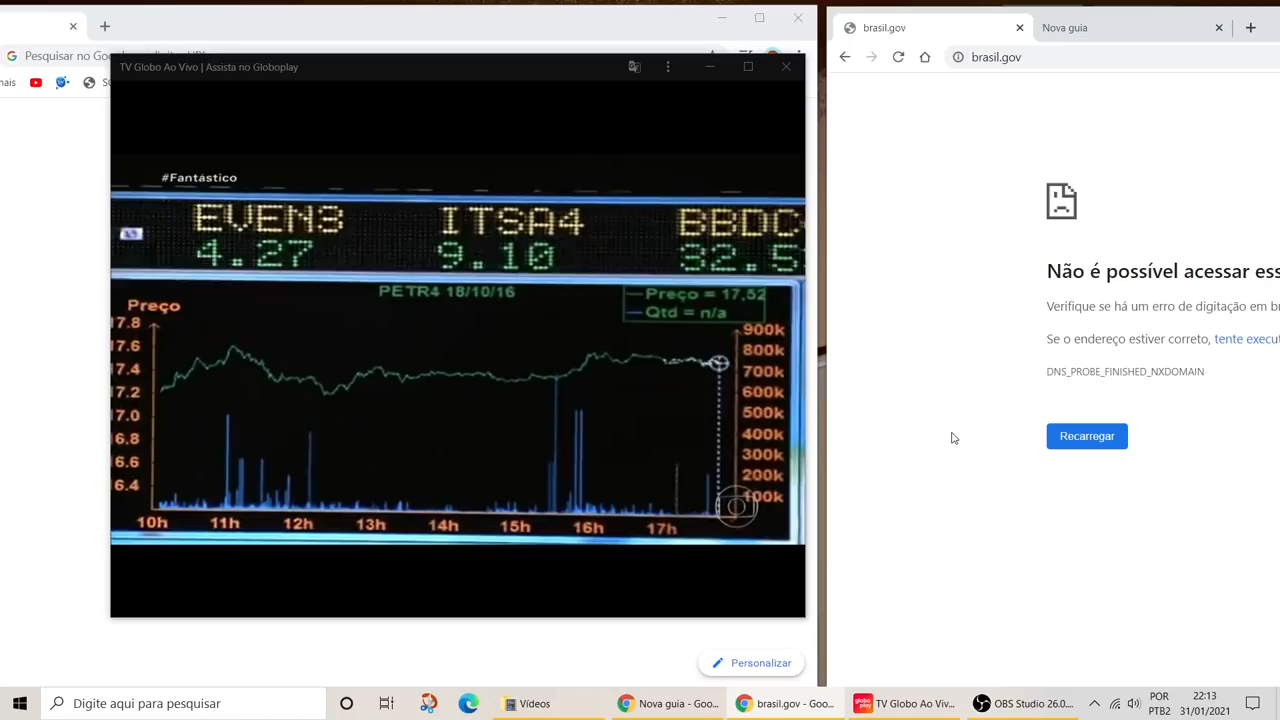 brasil.gov
Nova guia
Pesquisar no Goo
brasil.gov
TV Globo Ao Vivo | Assista no Globoplay
nais
#Fantástico
EVEN3 ITSA4 BBDC
4.27 9.10 32.5
PETR4 18/10/16
Preço = 17,52
Qtd = n/a
Preço
17.8
17.6
17.4
17.2
17.0
16.8
16.6
16.4
900k
800k
700k
600k
500k
400k
300k
200k
100k
10h 11h 12h 13h 14h 15h 16h 17h
Não é possível acessar ess
Verifique se há um erro de digitação em br
Se o endereço estiver correto, tente execut
DNS_PROBE_FINISHED_NXDOMAIN
Recarregar
Personalizar
Digite aqui para pesquisar
Vídeos
Nova guia - Goo...
brasil.gov - Goo...
globo play
TV Globo Ao Viv...
OBS Studio 26.0....
POR
PTB2
22:13
31/01/2021